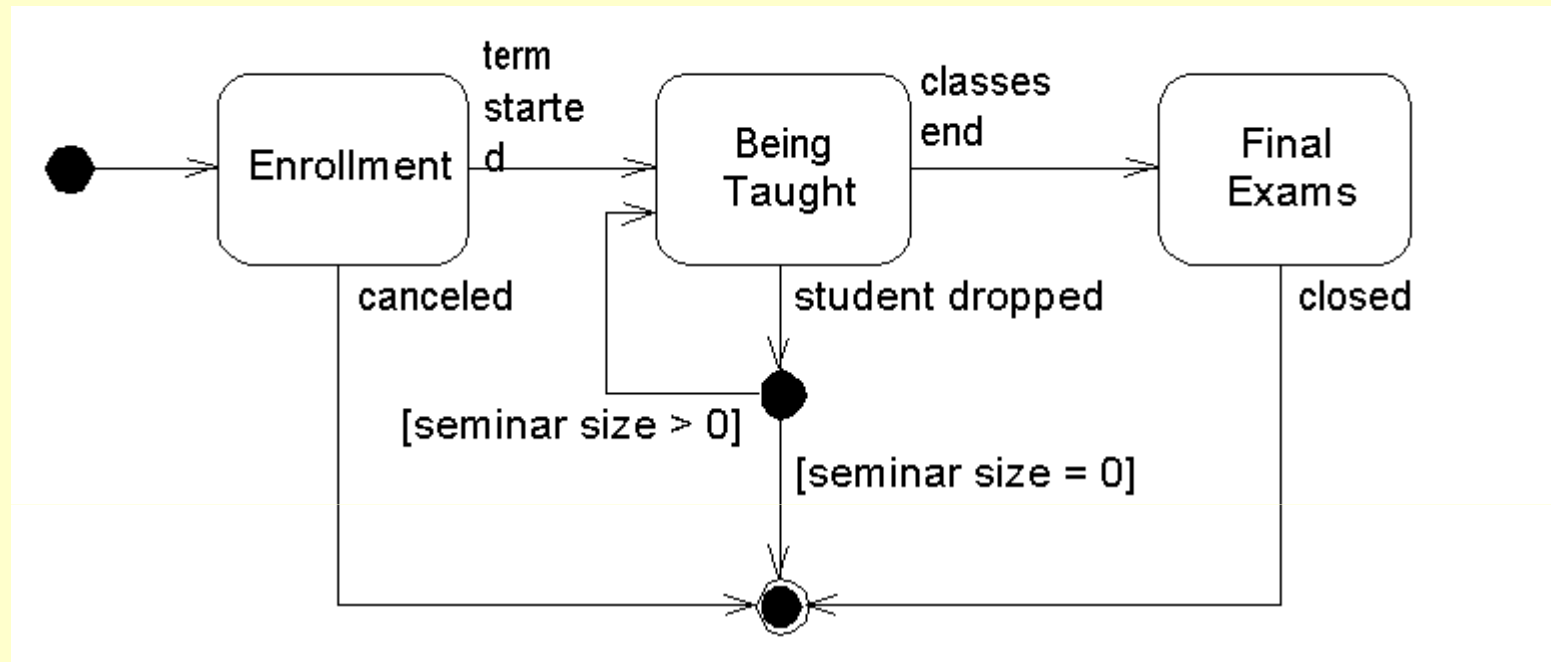 term
starte
d
Enrollment
Being
Taught
classes
end
Final
Exams
canceled
student dropped
closed
[seminar size > 0]
[seminar size = 0]